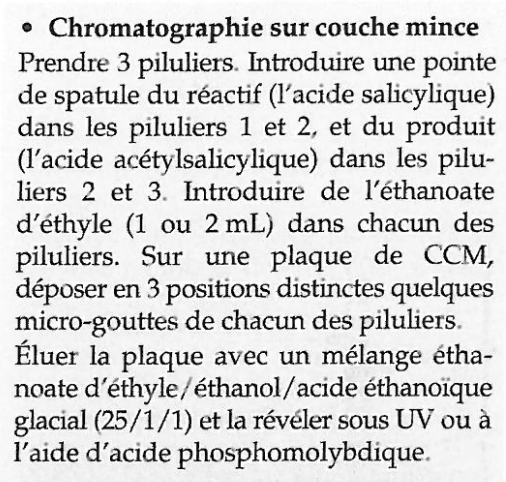 • Chromatographie sur couche mince
Prendre 3 piluliers. Introduire une pointe
de spatule du réactif (l'acide salicylique)
dans les piluliers 1 et 2, et du produit
(l'acide acétylsalicylique) dans les pilu-
liers 2 et 3. Introduire de l'éthanoate
d'éthyle (1 ou 2 mL) dans chacun des
piluliers. Sur une plaque de CCM,
déposer en 3 positions distinctes quelques
micro-gouttes de chacun des piluliers.
Éluer la plaque avec un mélange étha-
noate d'éthyle/éthanol/acide éthanoïque
glacial (25/1/1) et la révéler sous UV ou à
l'aide d'acide phosphomolybdique.